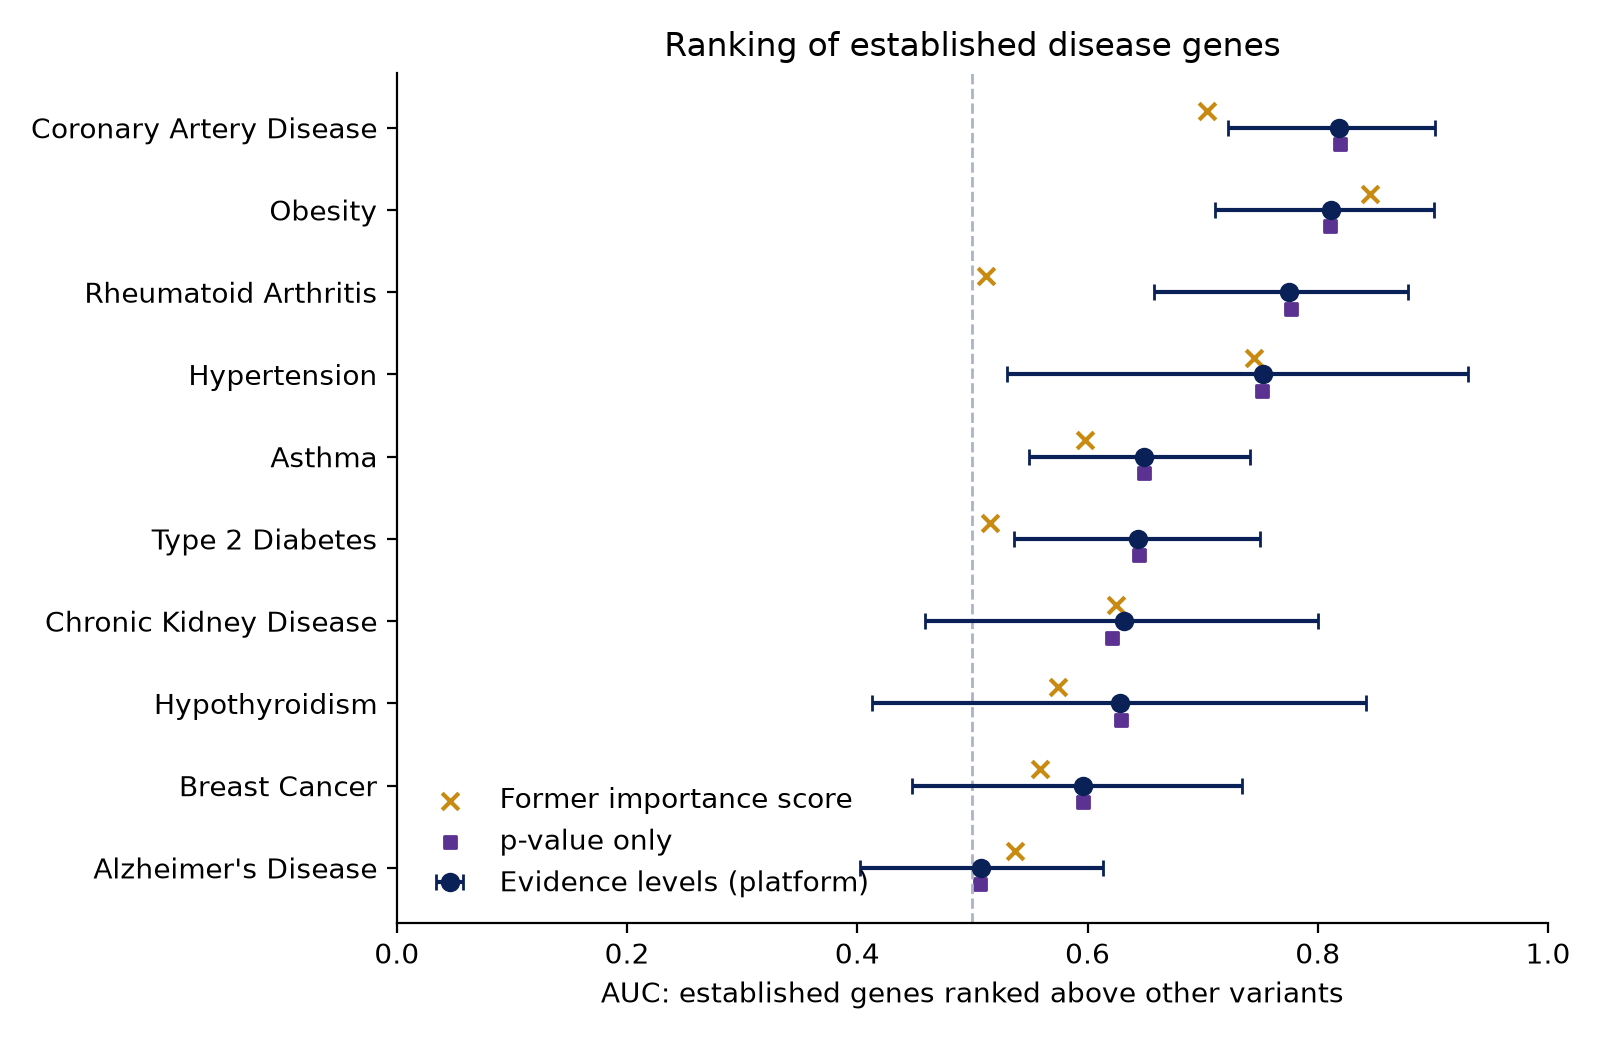 Ranking of established disease genes
Coronary Artery Disease
Obesity
Rheumatoid Arthritis
Hypertension
Asthma
Type 2 Diabetes
Chronic Kidney Disease
Hypothyroidism
Breast Cancer
Alzheimer's Disease
Former importance score
p-value only
Evidence levels (platform)
0.0 0.2 0.4 0.6 0.8 1.0
AUC: established genes ranked above other variants